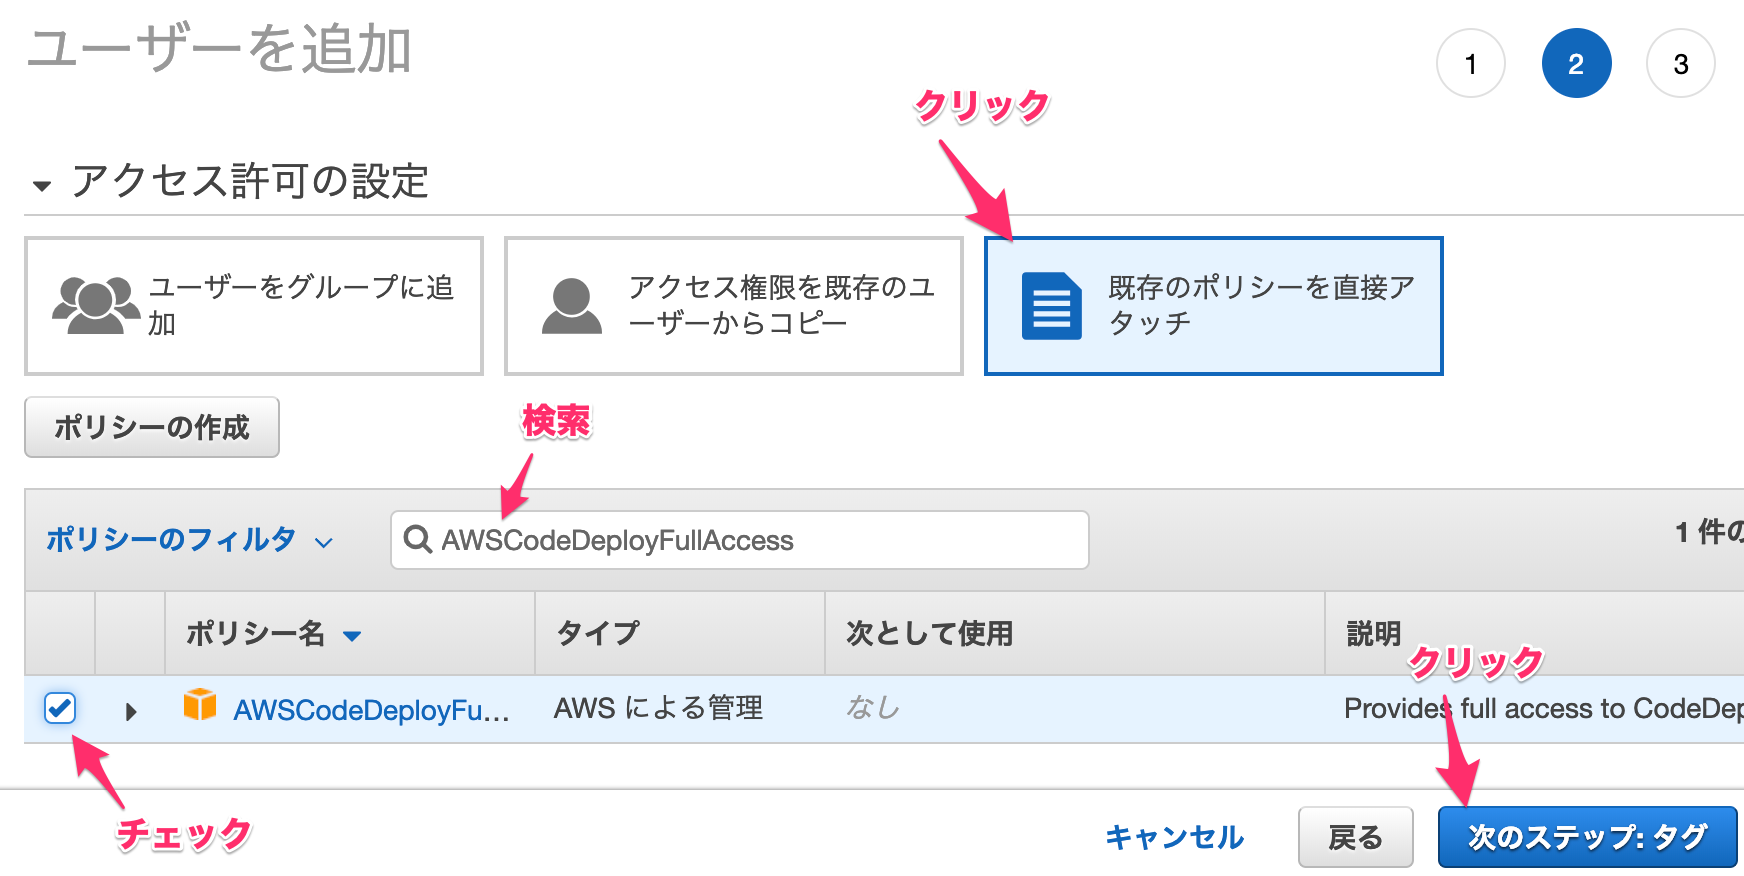 ユーザーを追加
1
2
3
クリック
アクセス許可の設定
ユーザーをグループに追
加
アクセス権限を既存のユ
ーザーからコピー
既存のポリシーを直接ア
タッチ
ポリシーの作成
検索
ポリシーのフィルタ
AWSCodeDeployFullAccess
1 件の
ポリシー名
タイプ
次として使用
説明
クリック
AWSCodeDeployFu...
AWS による管理
なし
Provides full access to CodeDep
チェック
キャンセル
戻る
次のステップ: タグ